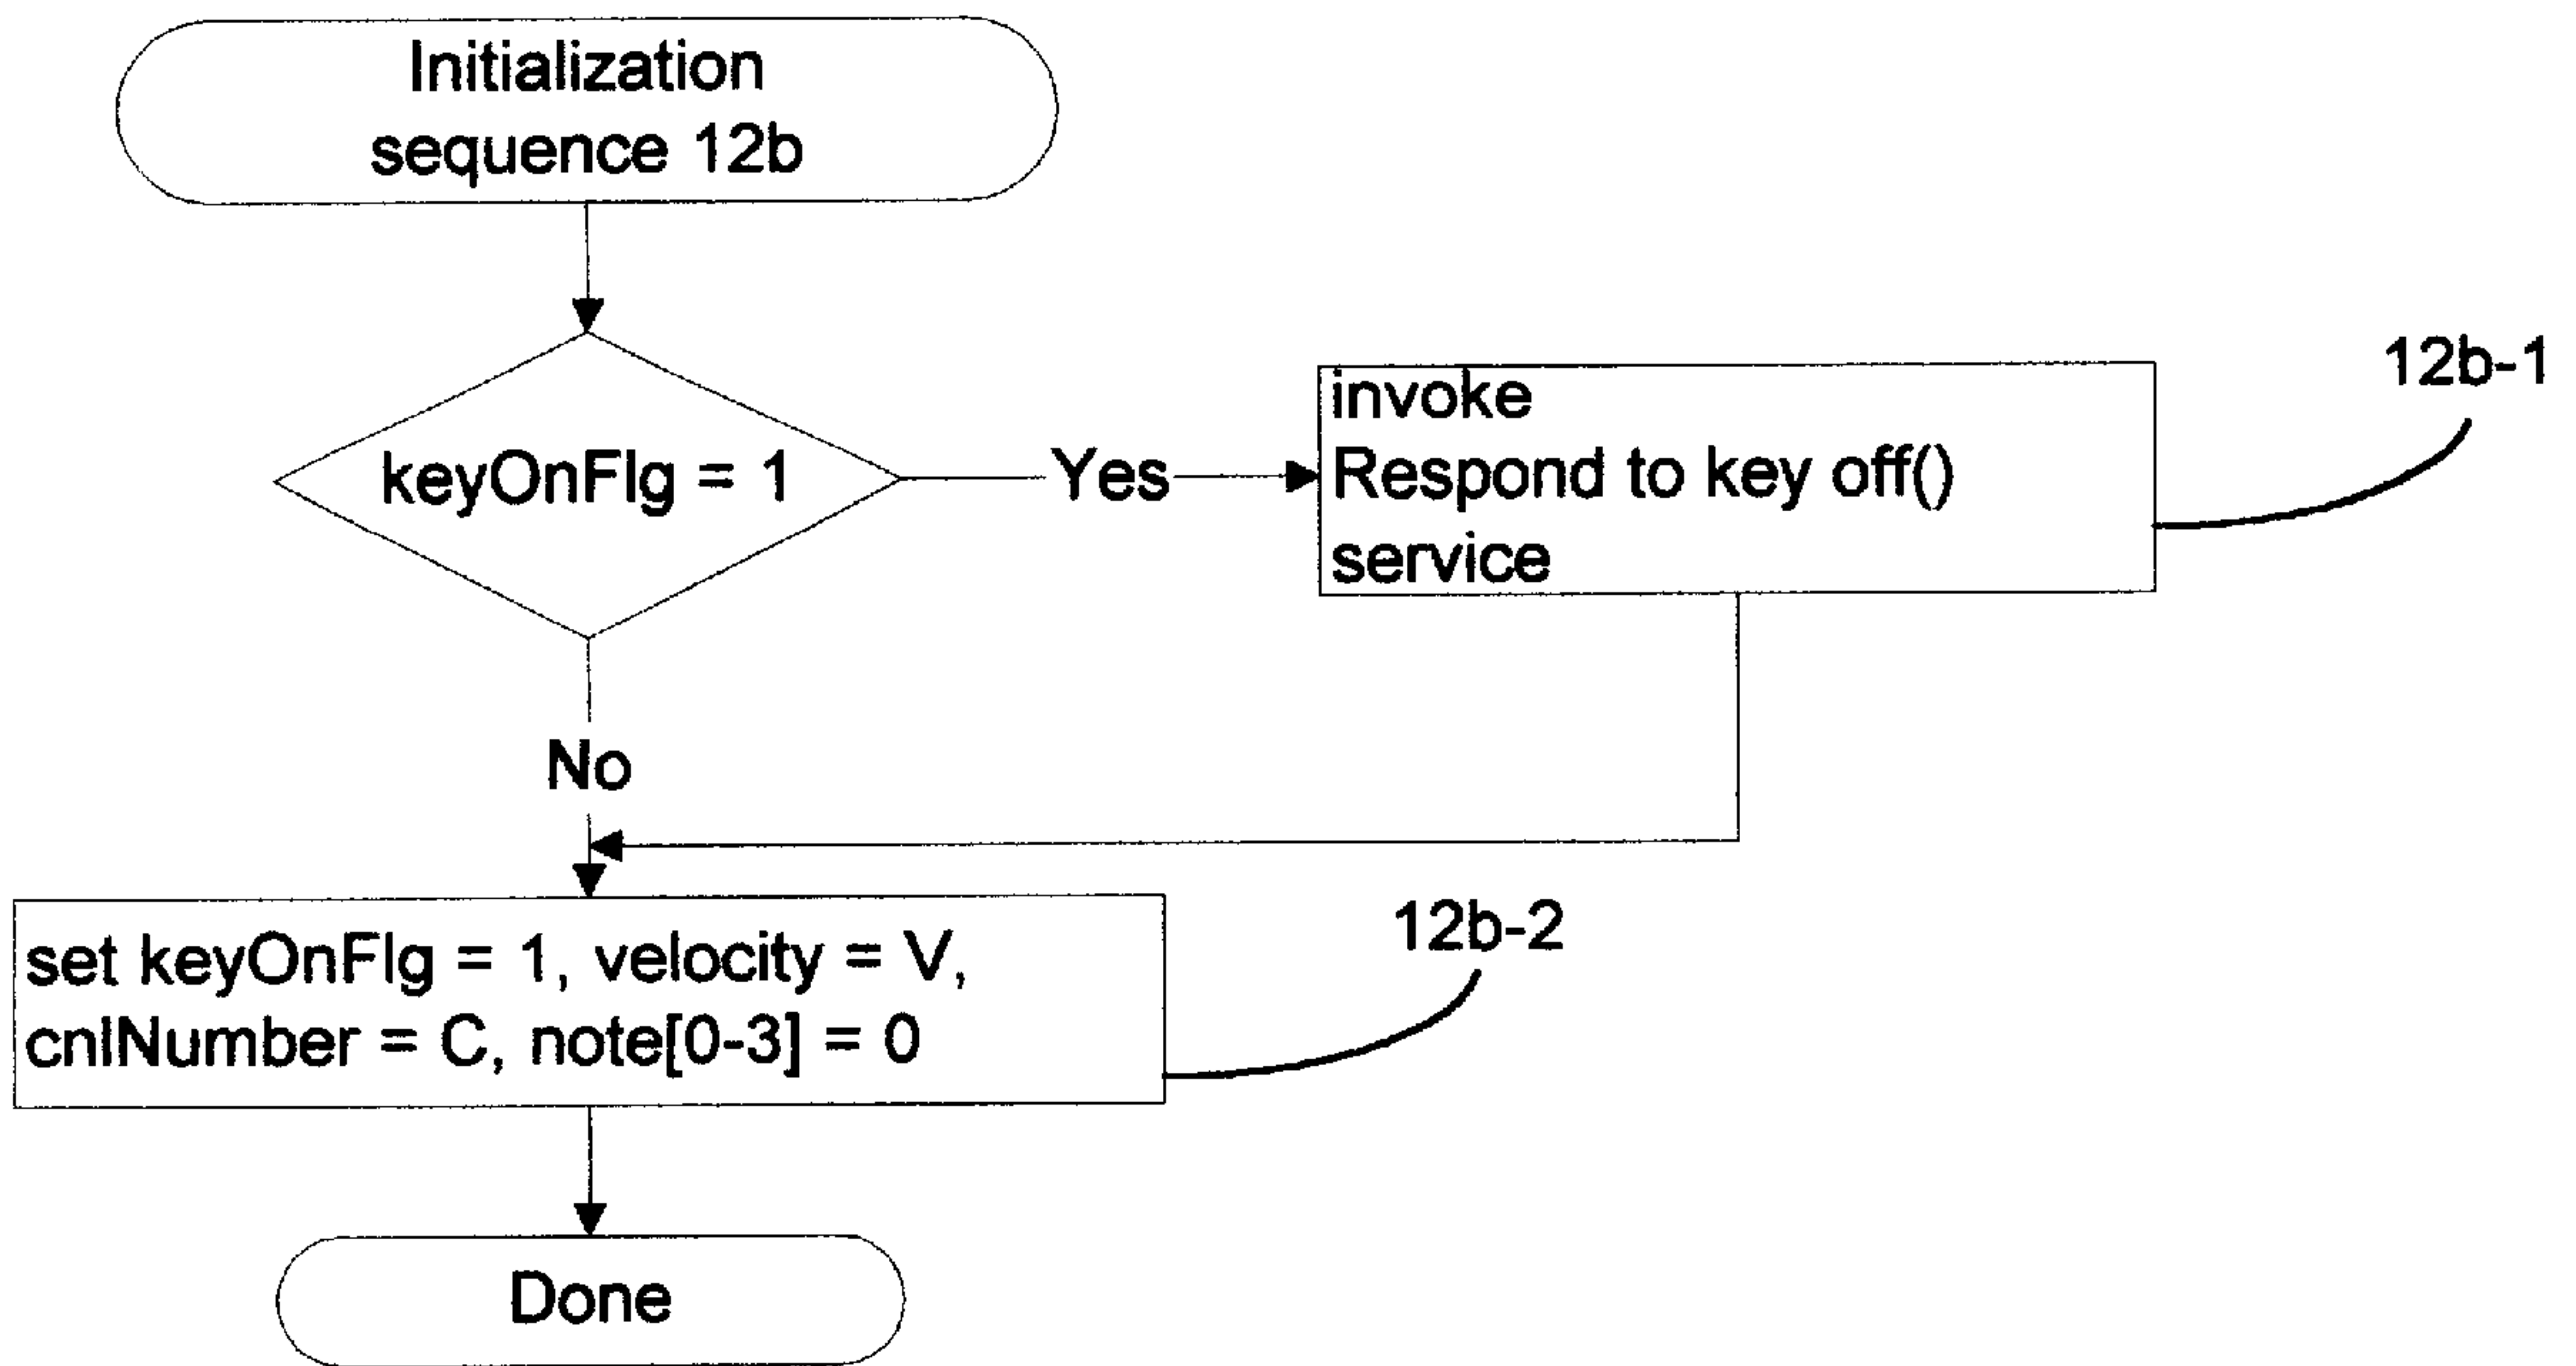 Initialization
sequence 12b
keyOnFlg = 1
Yes
invoke
Respond to key off()
service
12b-1
No
set keyOnFlg = 1, velocity = V,
cnlNumber = C, note[0-3] = 0
12b-2
Done